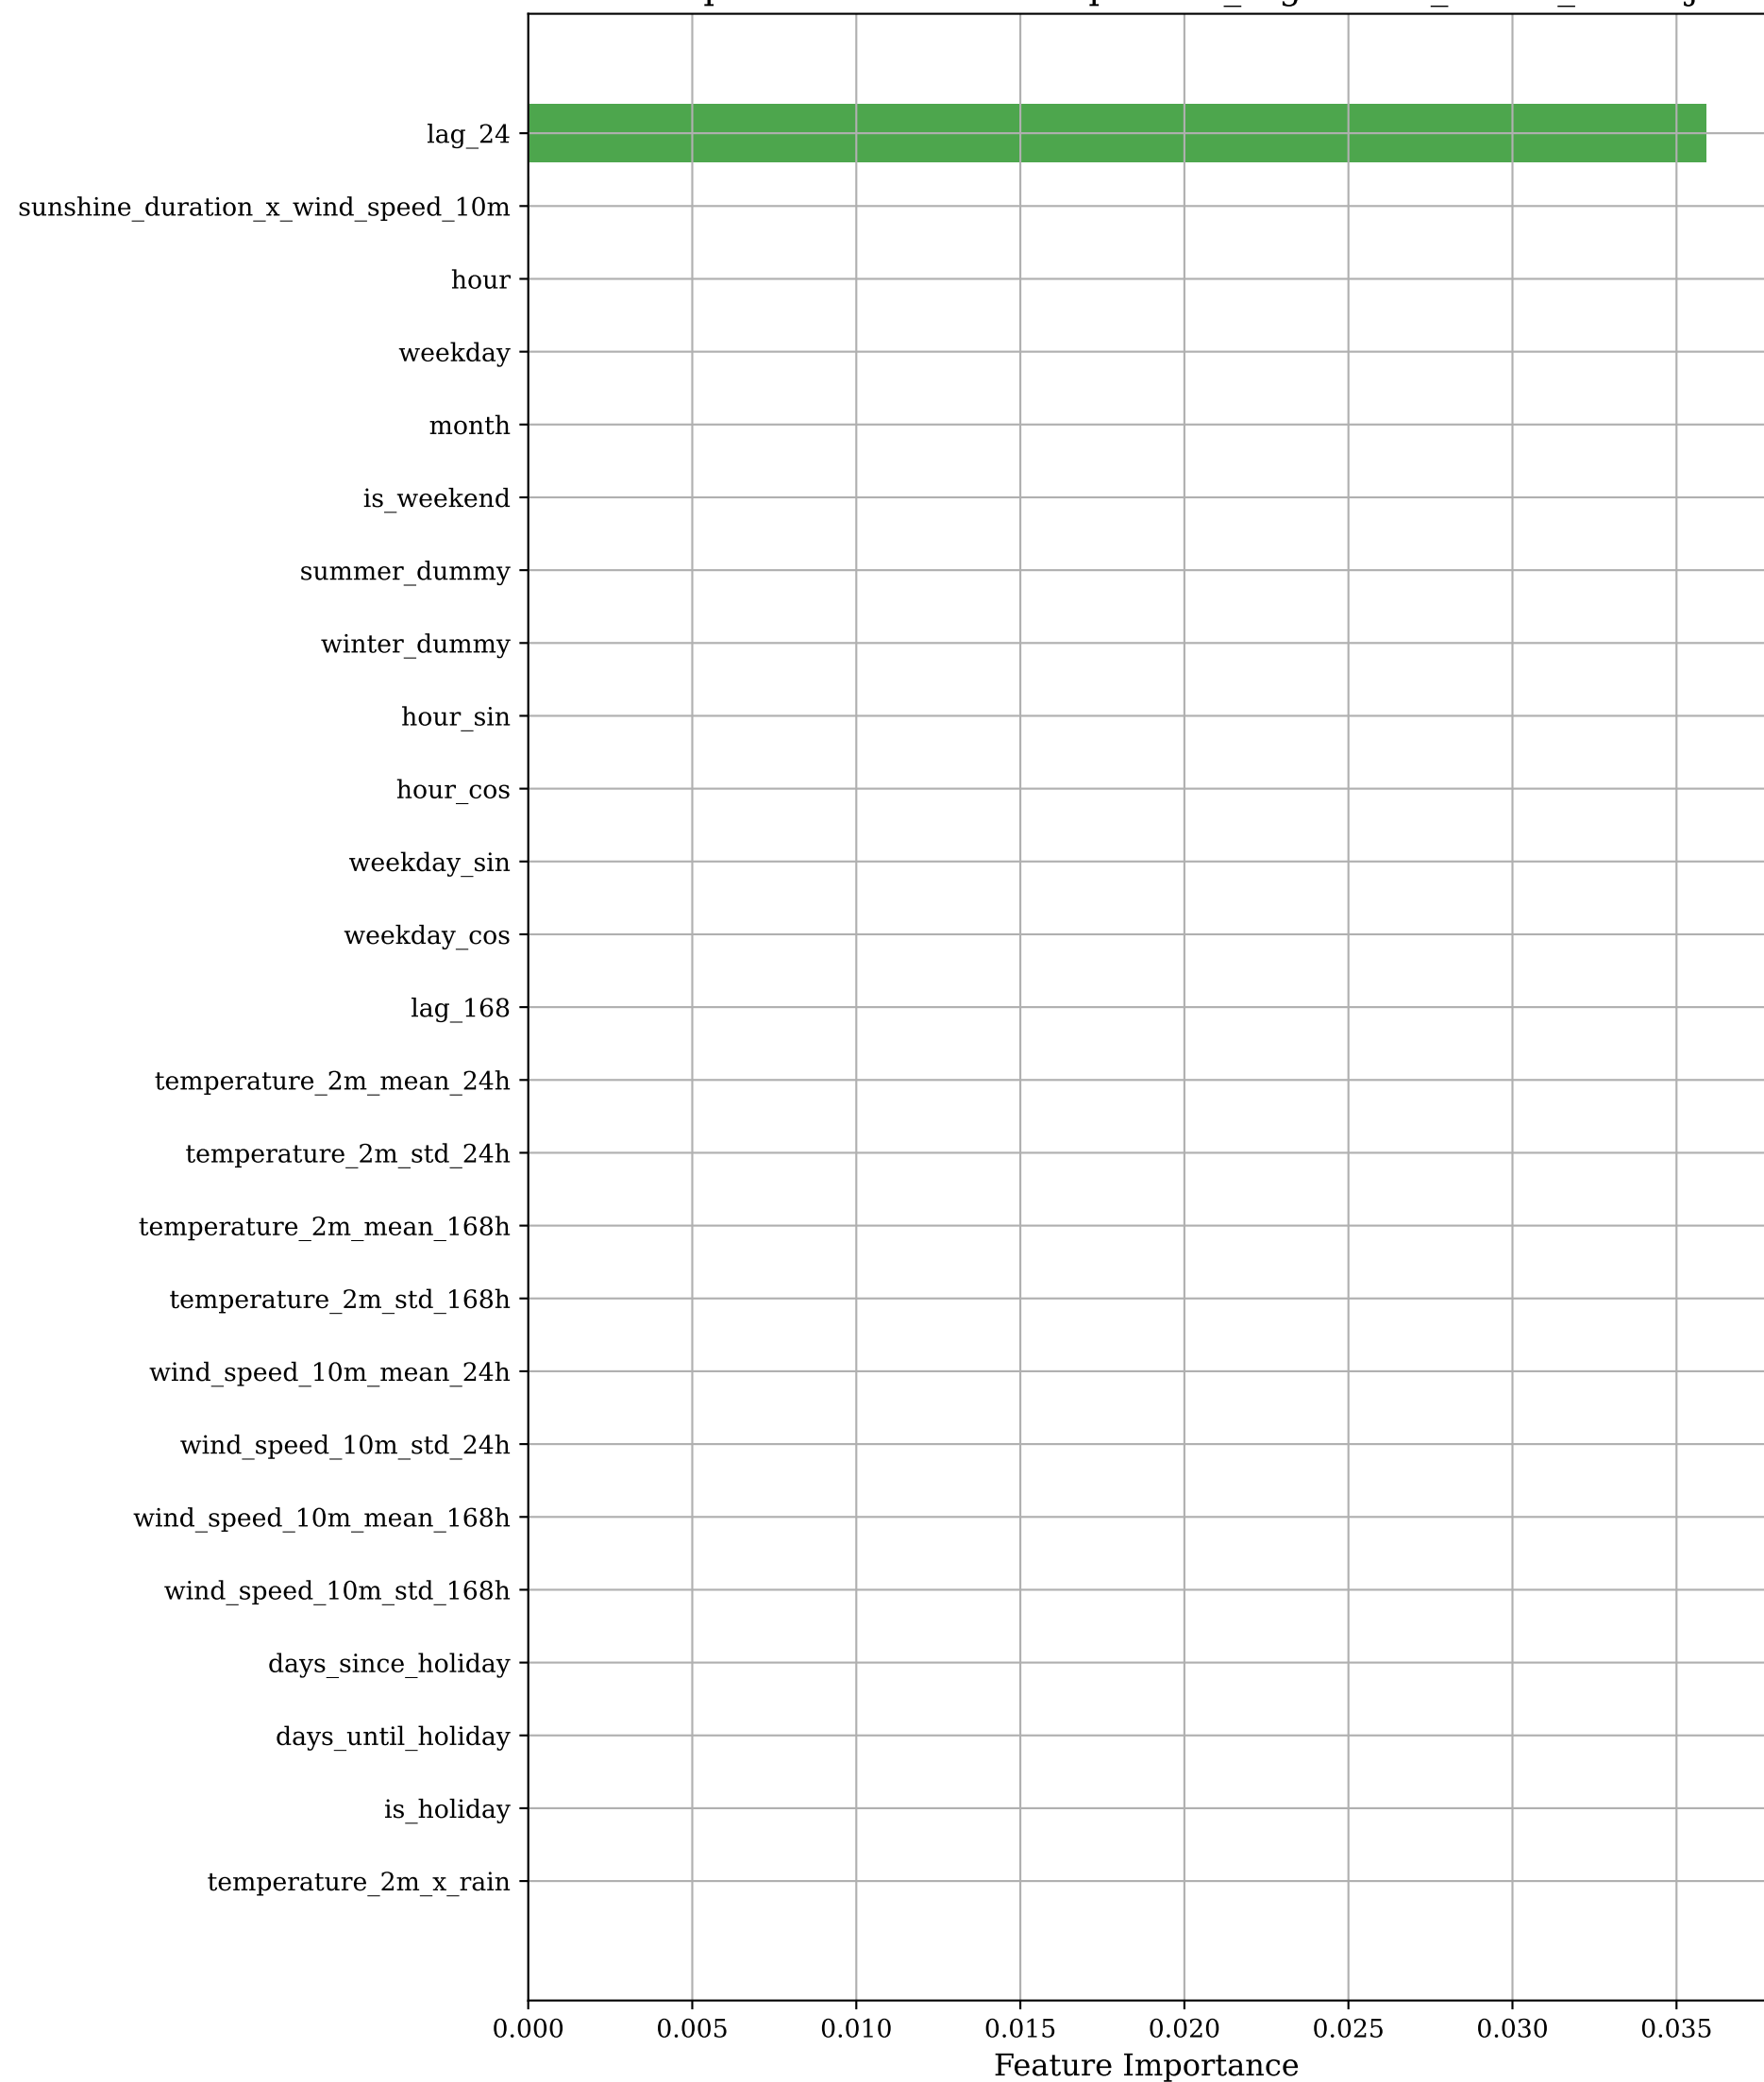 lag_24
sunshine_duration_x_wind_speed_10m
hour
weekday
month
is_weekend
summer_dummy
winter_dummy
hour_sin
hour_cos
weekday_sin
weekday_cos
lag_168
temperature_2m_mean_24h
temperature_2m_std_24h
temperature_2m_mean_168h
temperature_2m_std_168h
wind_speed_10m_mean_24h
wind_speed_10m_std_24h
wind_speed_10m_mean_168h
wind_speed_10m_std_168h
days_since_holiday
days_until_holiday
is_holiday
temperature_2m_x_rain
0.000 0.005 0.010 0.015 0.020 0.025 0.030 0.035
Feature Importance